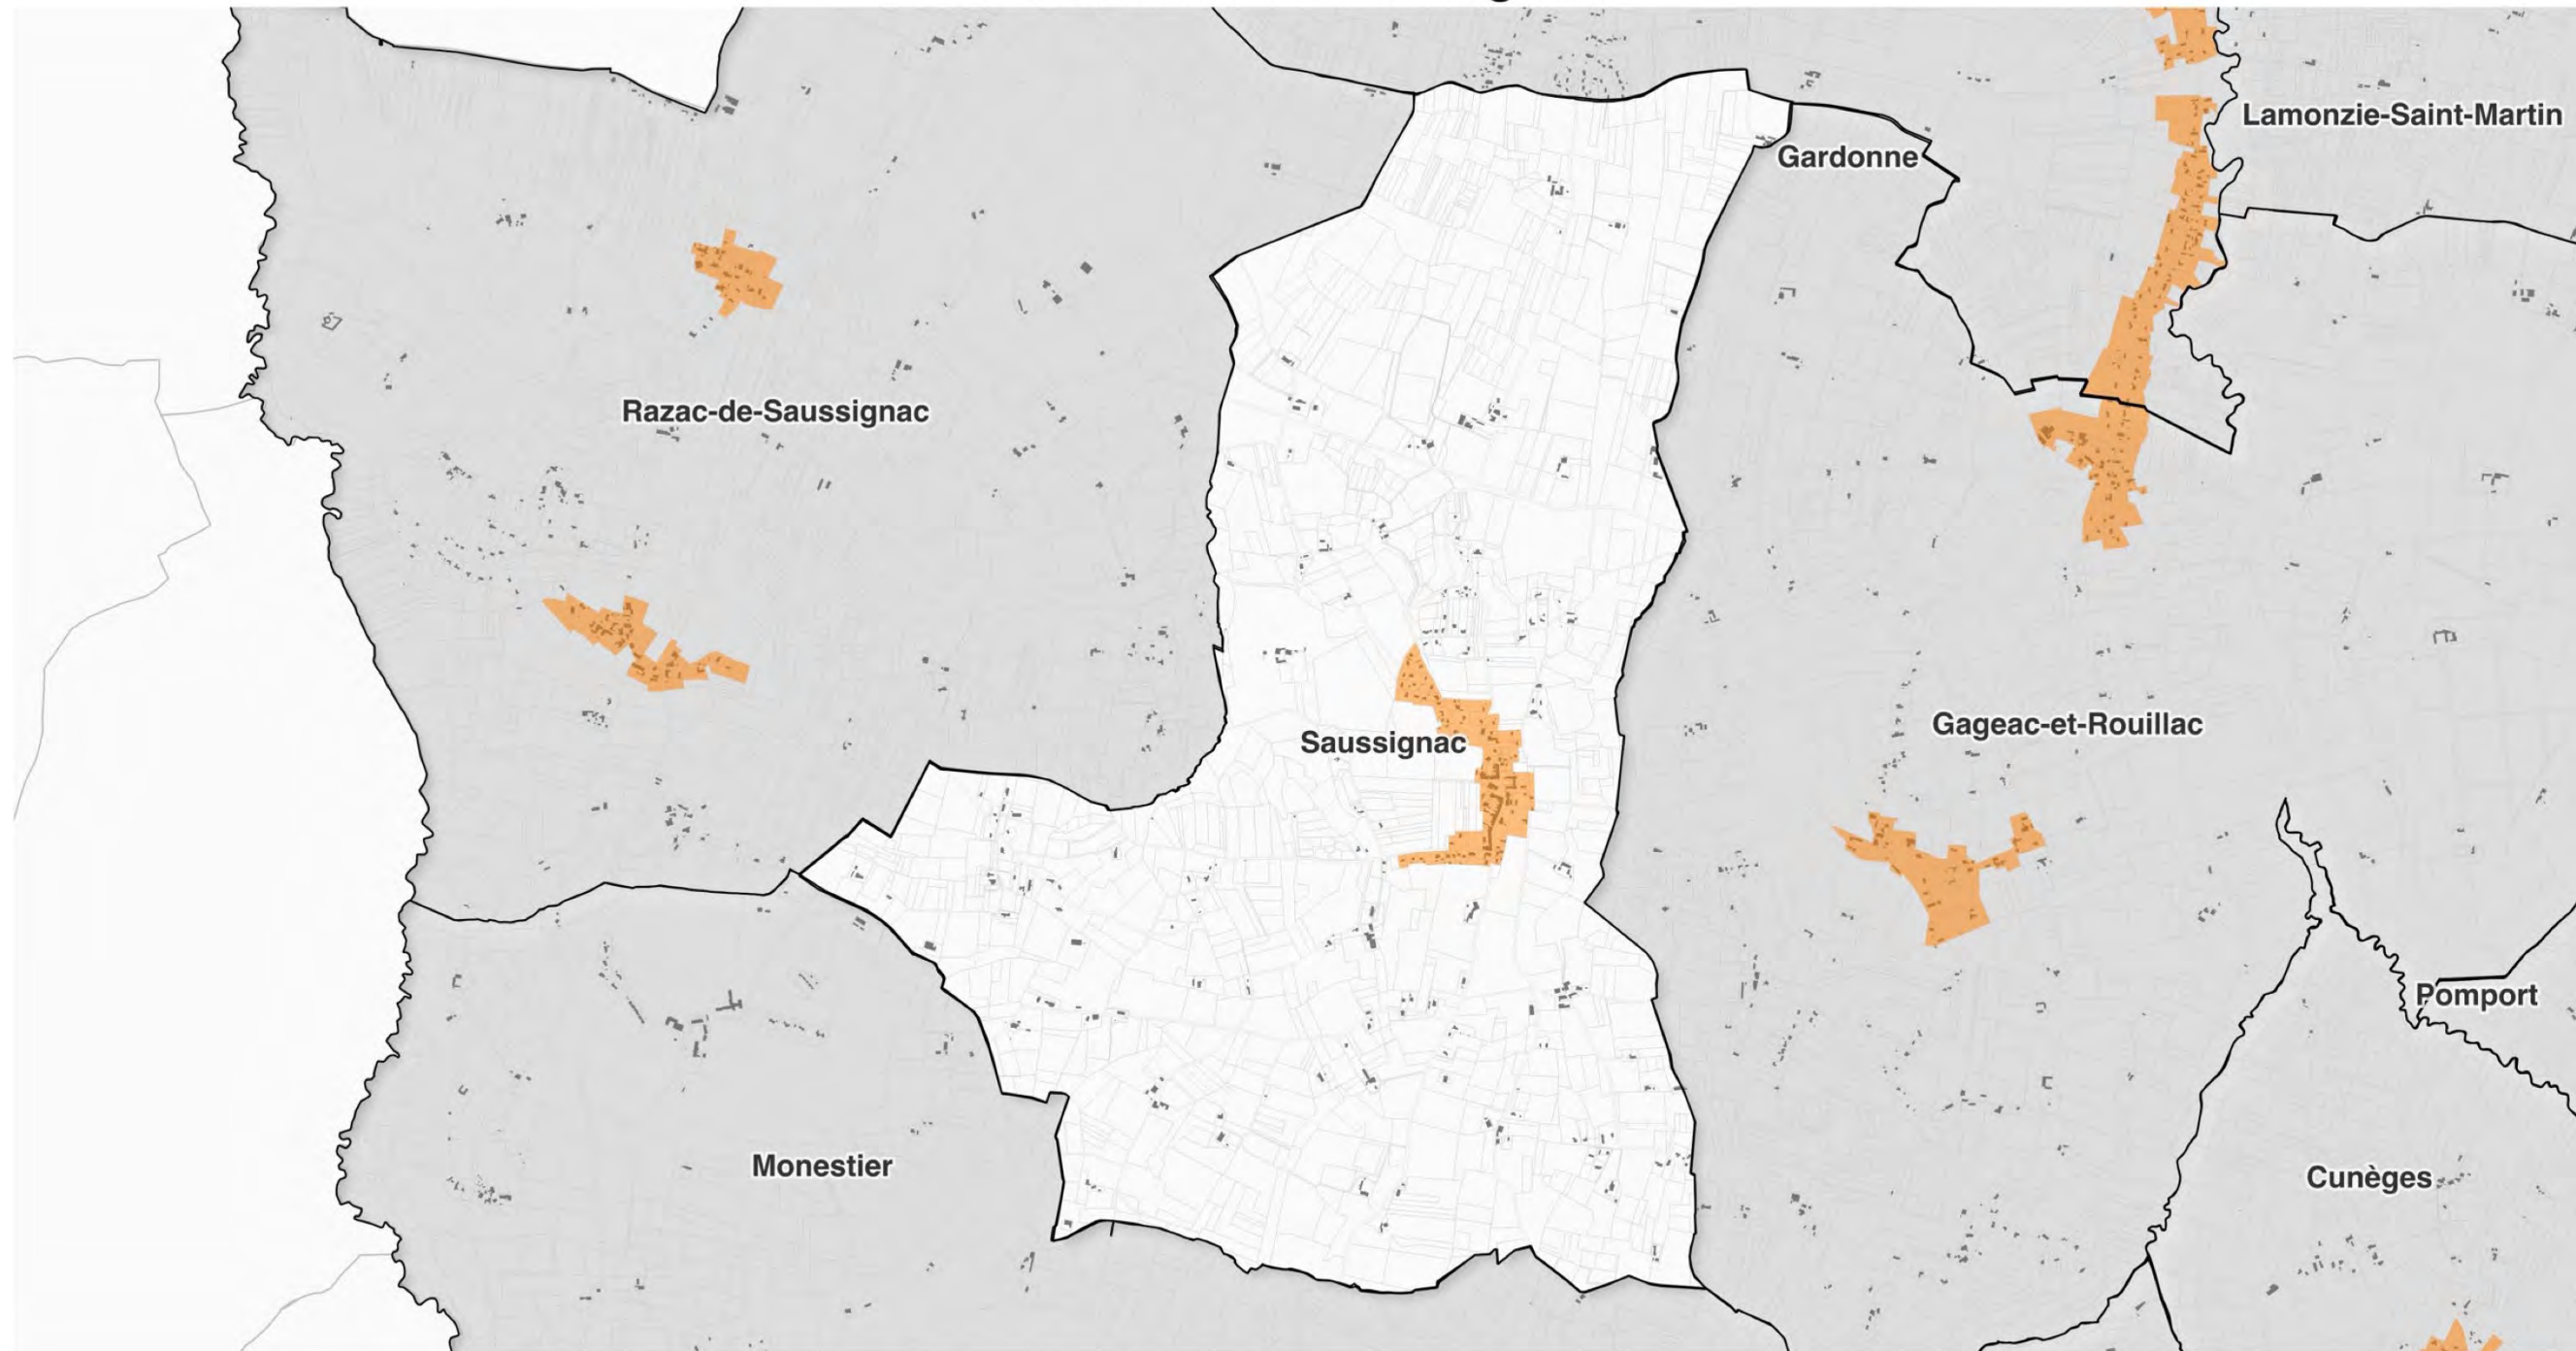 Lamonzie-Saint-Martin
Gardonne
Razac-de-Saussignac
Gageac-et-Rouillac
Saussignac
Pomport
Monestier
Cunèges